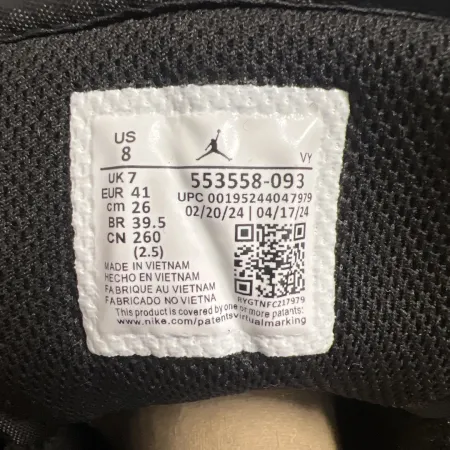 US
8
VY
UK 7
EUR 41
cm 26
BR 39.5
CN 260
(2.5)
553558-093
UPC 00195244047979
02/20/24 | 04/17/24
RYGTNFC217979
MADE IN VIETNAM
HECHO EN VIETNAM
FABRIQUE AU VIETNAM
FABRICADO NO VIETNA
This product is covered by one or more patents
www.nike.com/patentsvirtualmarking